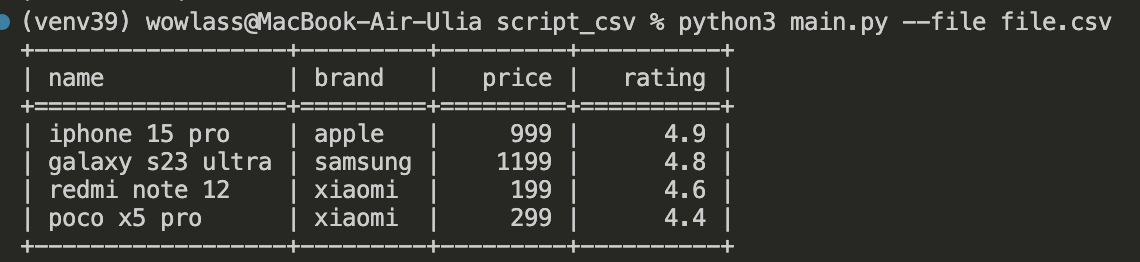 (venv39) wowlass@MacBook-Air-Ulia script_csv % python3 main.py --file file.csv
+------------------+---------+---------+----------+
| name             | brand   |   price |   rating |
+==================+=========+=========+==========+
| iphone 15 pro    | apple   |     999 |      4.9 |
| galaxy s23 ultra | samsung |    1199 |      4.8 |
| redmi note 12    | xiaomi  |     199 |      4.6 |
| poco x5 pro      | xiaomi  |     299 |      4.4 |
+------------------+---------+---------+----------+